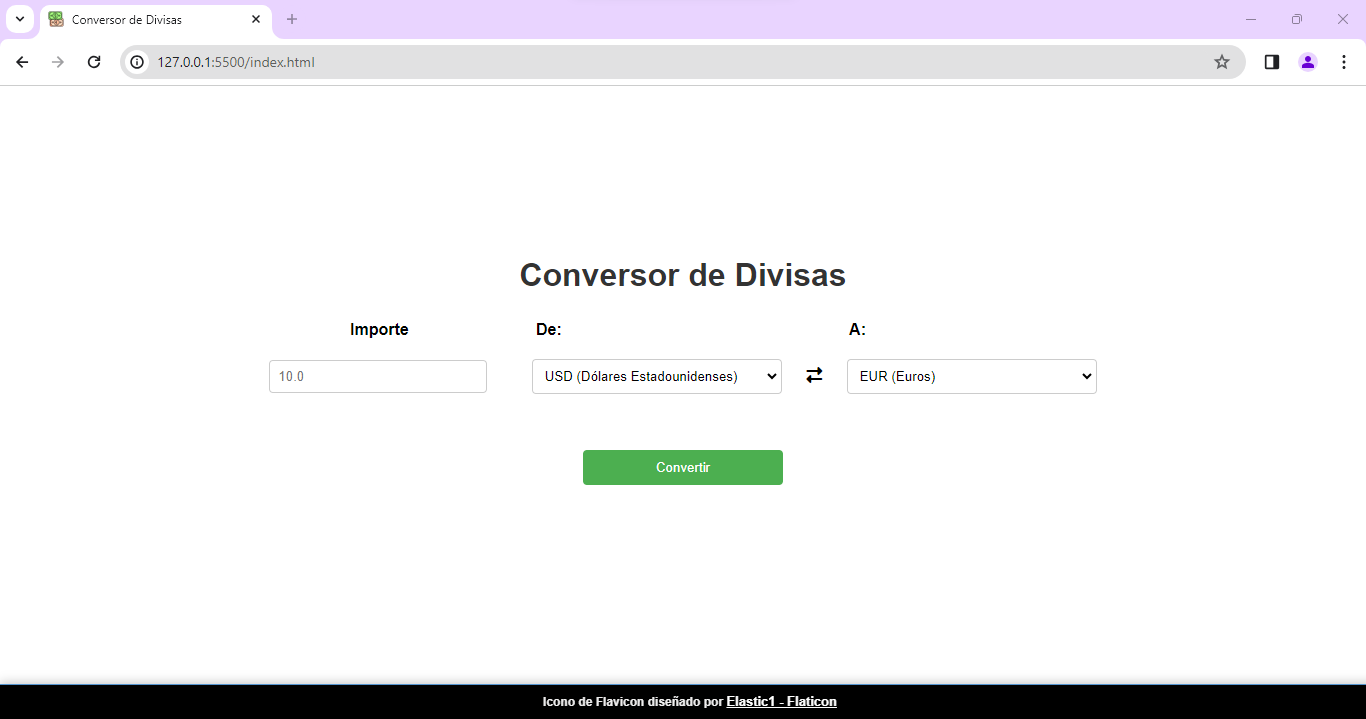 Conversor de Divisas
127.0.0.1:5500/index.html
Conversor de Divisas
Importe De: A:
10.0 USD (Dólares Estadounidenses) EUR (Euros)
Convertir
Icono de Flavicon diseñado por Elastic1 - Flaticon